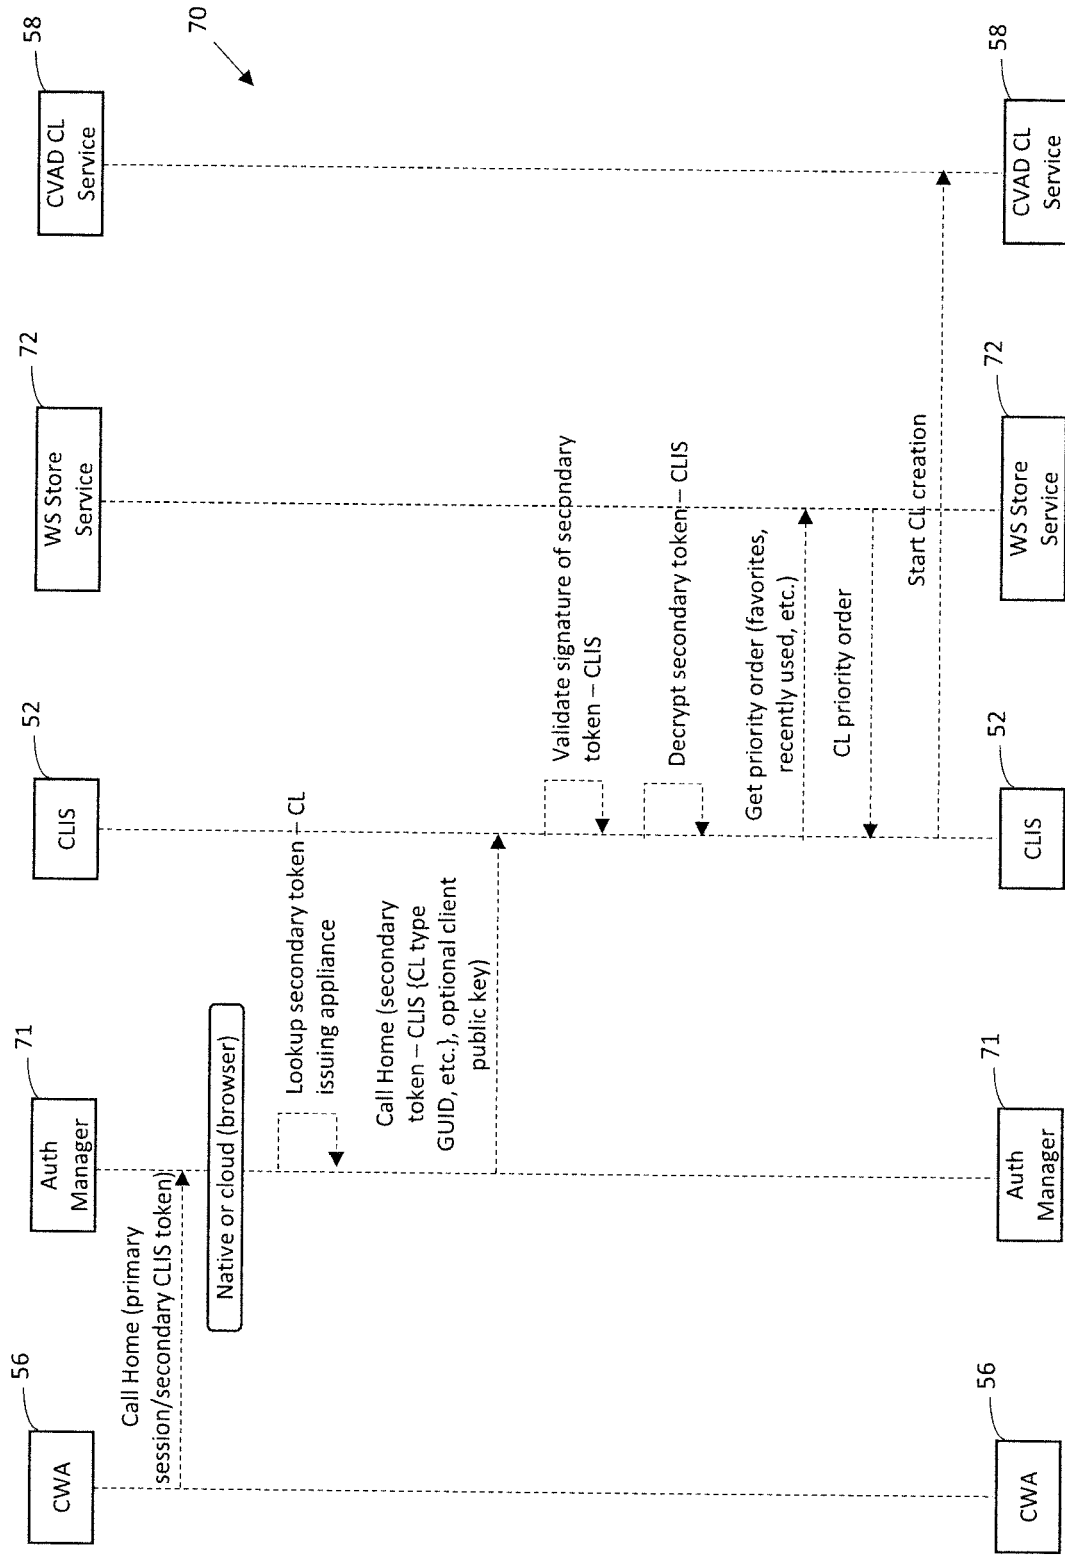 70
56
71
52
72
58
CWA
Auth
Manager
CLIS
WS Store
Service
CVAD CL
Service
Call Home (primary
session/secondary CLIS token)
Native or cloud (browser)
Lookup secondary token – CL
issuing appliance
Call Home (secondary
token – CLIS {CL type
GUID, etc.}, optional client
public key)
Validate signature of secondary
token – CLIS
Decrypt secondary token – CLIS
Get priority order (favorites,
recently used, etc.)
CL priority order
Start CL creation
56
71
52
72
58
CWA
Auth
Manager
CLIS
WS Store
Service
CVAD CL
Service